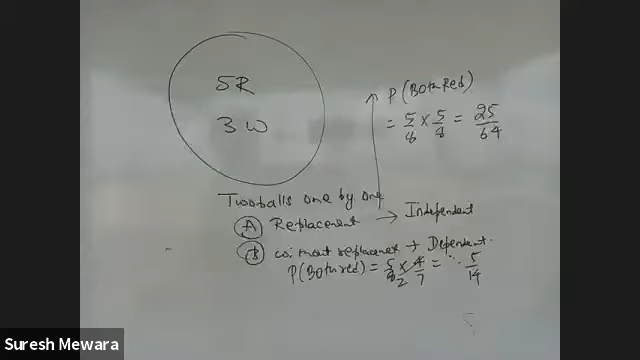 5R
3W
P (Both Red)
= 5/8 × 5/8 = 25/64
Two balls one by one
(A) Replacement → Independent
(B) without replacemet → Dependent.
P(Both red) = 5/8 × 4/7 = 5/14
Suresh Mewara